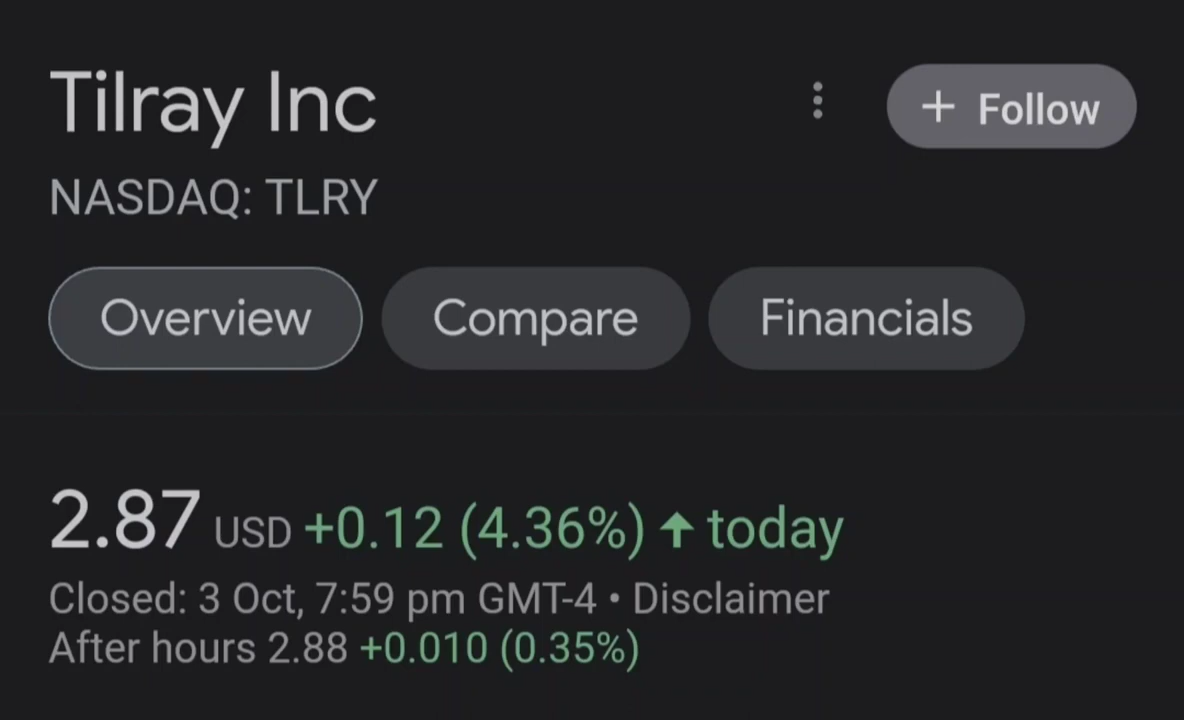 Tilray Inc
+ Follow
NASDAQ: TLRY
Overview Compare Financials
2.87 USD +0.12 (4.36%) ↑ today
Closed: 3 Oct, 7:59 pm GMT-4 • Disclaimer
After hours 2.88 +0.010 (0.35%)